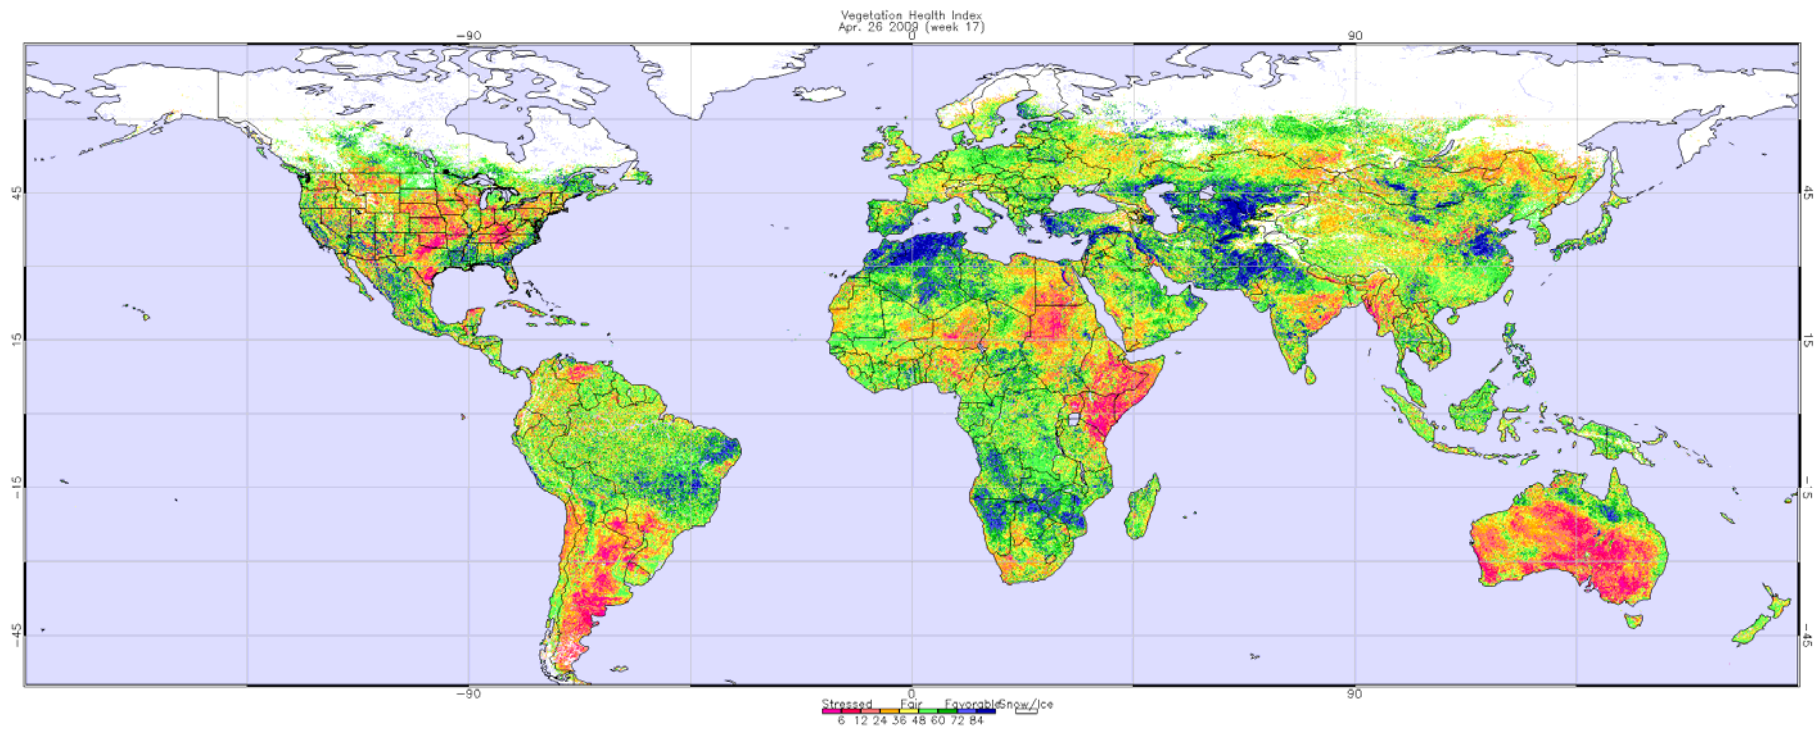 Vegetation Health Index
Apr. 26 2009 (week 17)
-90 0 90
45 45
15 15
-15 -15
-45 -45
-90 0 90
Stressed Fair Favorable Snow/Ice
6 12 24 36 48 60 72 84